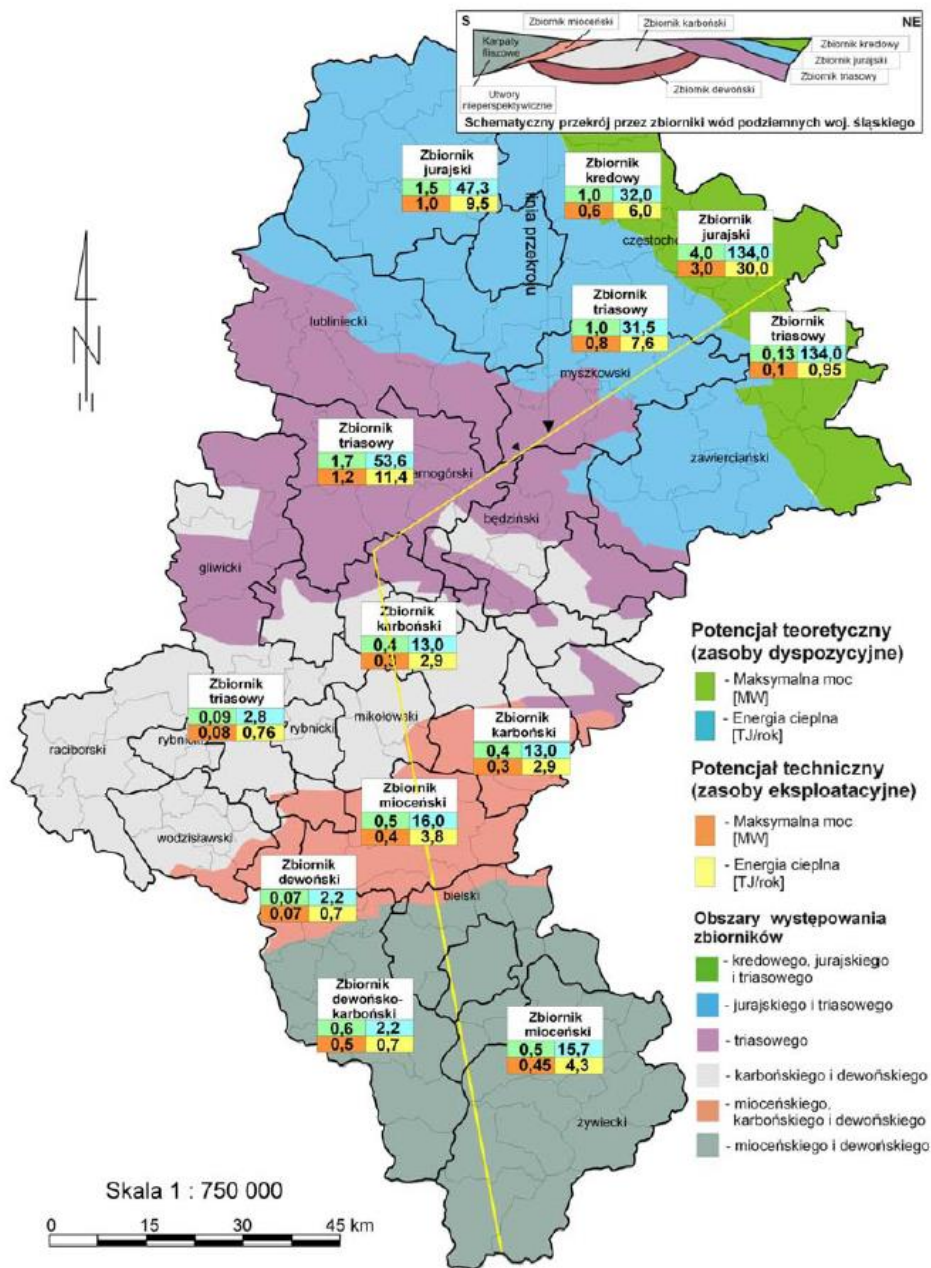 S
NE
Zbiornik mioceński
Zbiornik karboński
Karpaty
fliszowe
Zbiornik kredowy
Zbiornik jurajski
Zbiornik triasowy
Zbiornik dewoński
Utwory
nieperspektywiczne
Schematyczny przekrój przez zbiorniki wód podziemnych woj. śląskiego
Zbiornik
jurajski
1,5 47,3
1,0 9,5
Zbiornik
kredowy
1,0 32,0
0,6 6,0
linia przekroju
częstocho
Zbiornik
jurajski
4,0 134,0
3,0 30,0
Zbiornik
triasowy
1,0 31,5
0,8 7,6
Zbiornik
triasowy
0,13 134,0
0,1 0,95
N
lubliniecki
myszkowski
Zbiornik
triasowy
1,7 53,6
1,2 11,4
arnogórski
zawierciański
będziński
gliwicki
Zbiornik
karboński
0,4 13,0
0,3 2,9
Zbiornik
triasowy
0,09 2,8
0,08 0,76
raciborski
rybnic
rybnicki
mikołowski
Zbiornik
karboński
0,4 13,0
0,3 2,9
Zbiornik
mioceński
0,5 16,0
0,4 3,8
wodzisławski
Zbiornik
dewoński
0,07 2,2
0,07 0,7
bielski
Zbiornik
dewońsko-
karboński
0,6 2,2
0,5 0,7
Zbiornik
mioceński
0,5 15,7
0,45 4,3
żywiecki
Potencjał teoretyczny
(zasoby dyspozycyjne)
- Maksymalna moc
[MW]
- Energia cieplna
[TJ/rok]
Potencjał techniczny
(zasoby eksploatacyjne)
- Maksymalna moc
[MW]
- Energia cieplna
[TJ/rok]
Obszary występowania
zbiorników
- kredowego, jurajskiego
i triasowego
- jurajskiego i triasowego
- triasowego
- karbońskiego i dewońskiego
- mioceńskiego,
karbońskiego i dewońskiego
- mioceńskiego i dewońskiego
Skala 1 : 750 000
0 15 30 45 km